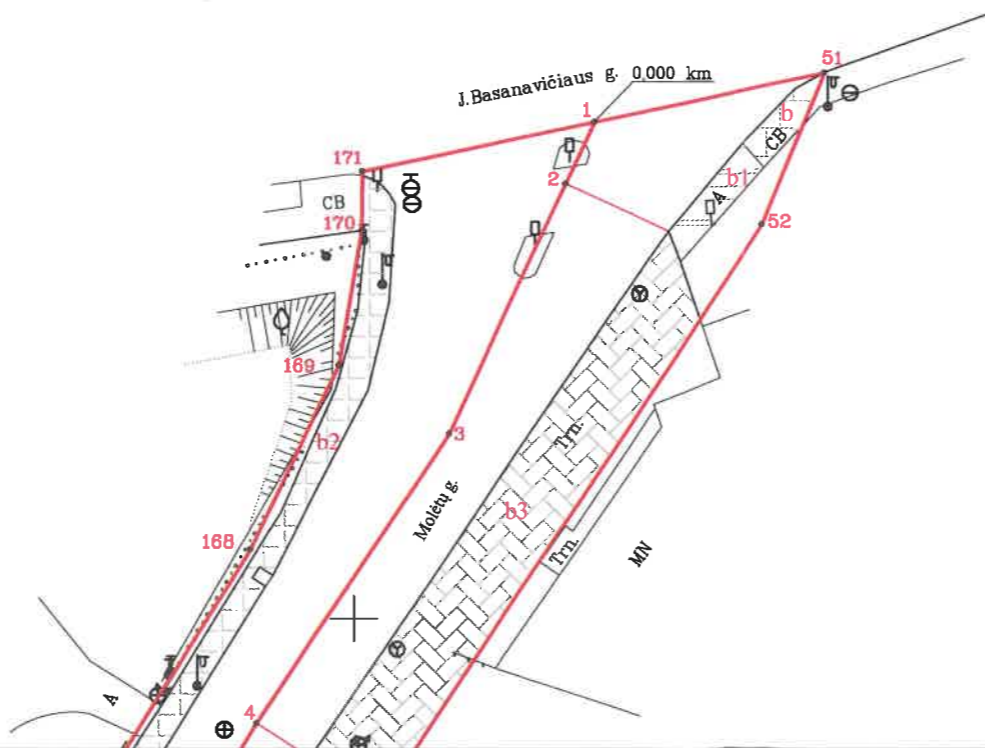 51
J.Basanavičiaus g. 0,000 km
1
b
CB
171
2
b1
A
CB
170
52
169
b2
3
Trn.
Molėtų g.
b3
168
Trn.
MN
A
4